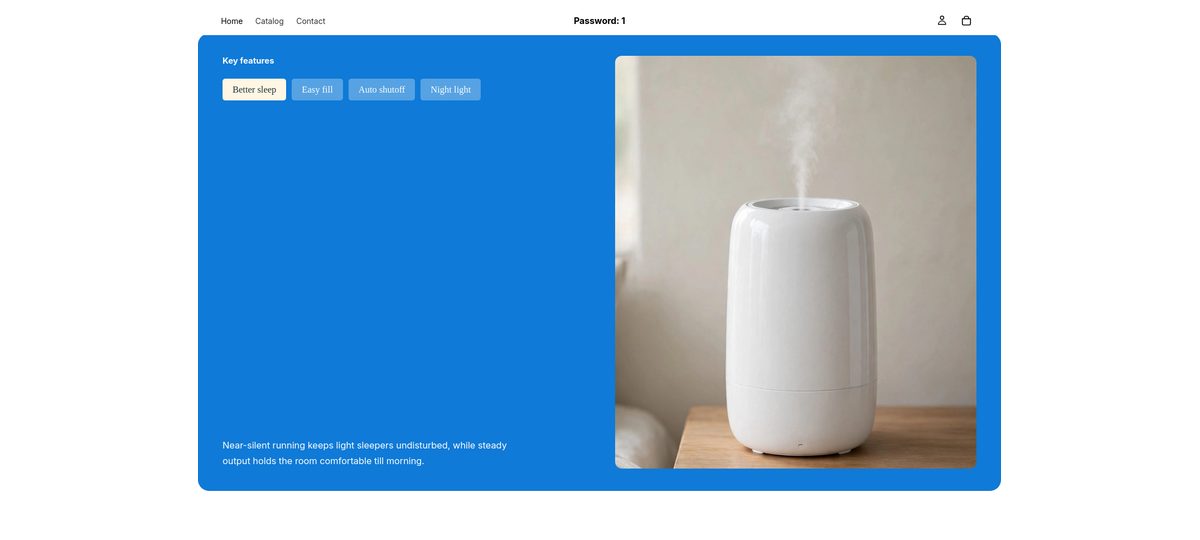 Home Catalog Contact Password: 1
Key features
Better sleep Easy fill Auto shutoff Night light
Near-silent running keeps light sleepers undisturbed, while steady
output holds the room comfortable till morning.